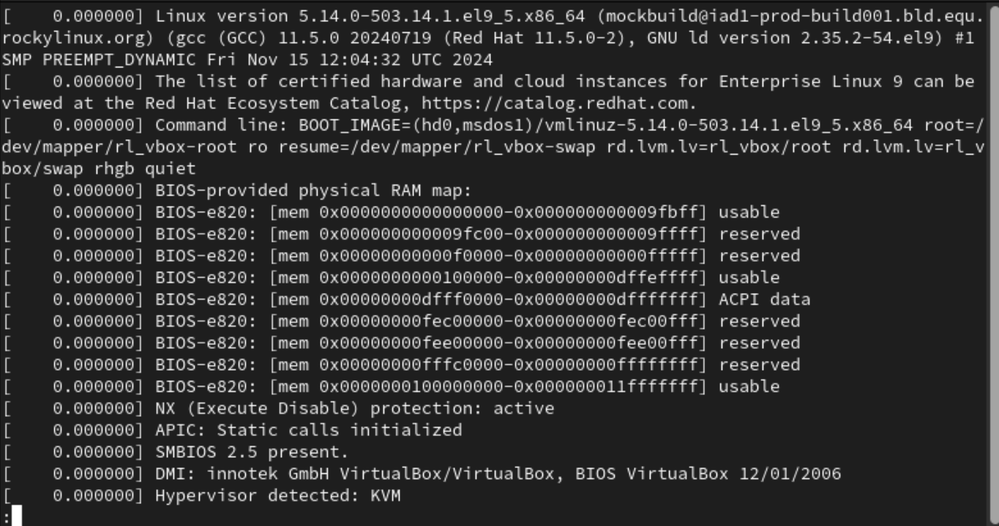 [    0.000000] Linux version 5.14.0-503.14.1.el9_5.x86_64 (mockbuild@iad1-prod-build001.bld.equ.
rockylinux.org) (gcc (GCC) 11.5.0 20240719 (Red Hat 11.5.0-2), GNU ld version 2.35.2-54.el9) #1
SMP PREEMPT_DYNAMIC Fri Nov 15 12:04:32 UTC 2024
[    0.000000] The list of certified hardware and cloud instances for Enterprise Linux 9 can be
viewed at the Red Hat Ecosystem Catalog, https://catalog.redhat.com.
[    0.000000] Command line: BOOT_IMAGE=(hd0,msdos1)/vmlinuz-5.14.0-503.14.1.el9_5.x86_64 root=/
dev/mapper/rl_vbox-root ro resume=/dev/mapper/rl_vbox-swap rd.lvm.lv=rl_vbox/root rd.lvm.lv=rl_v
box/swap rhgb quiet
[    0.000000] BIOS-provided physical RAM map:
[    0.000000] BIOS-e820: [mem 0x0000000000000000-0x000000000009fbff] usable
[    0.000000] BIOS-e820: [mem 0x000000000009fc00-0x000000000009ffff] reserved
[    0.000000] BIOS-e820: [mem 0x00000000000f0000-0x00000000000fffff] reserved
[    0.000000] BIOS-e820: [mem 0x0000000000100000-0x00000000dffeffff] usable
[    0.000000] BIOS-e820: [mem 0x00000000dfff0000-0x00000000dfffffff] ACPI data
[    0.000000] BIOS-e820: [mem 0x00000000fec00000-0x00000000fec00fff] reserved
[    0.000000] BIOS-e820: [mem 0x00000000fee00000-0x00000000fee00fff] reserved
[    0.000000] BIOS-e820: [mem 0x00000000fffc0000-0x00000000ffffffff] reserved
[    0.000000] BIOS-e820: [mem 0x0000000100000000-0x000000011fffffff] usable
[    0.000000] NX (Execute Disable) protection: active
[    0.000000] APIC: Static calls initialized
[    0.000000] SMBIOS 2.5 present.
[    0.000000] DMI: innotek GmbH VirtualBox/VirtualBox, BIOS VirtualBox 12/01/2006
[    0.000000] Hypervisor detected: KVM
: